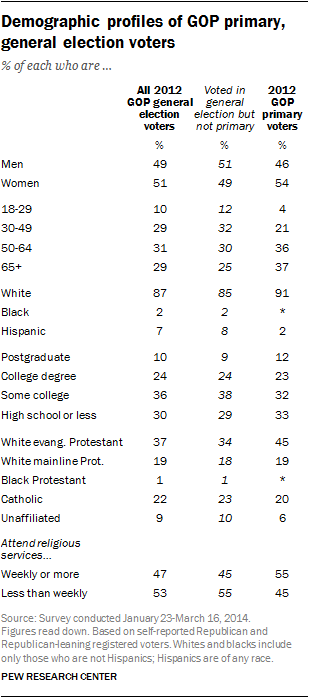 Demographic profiles of GOP primary,
general election voters
% of each who are ...
All 2012 GOP general election voters Voted in general election but not primary 2012 GOP primary voters
% % %
Men 49 51 46
Women 51 49 54
18-29 10 12 4
30-49 29 32 21
50-64 31 30 36
65+ 29 25 37
White 87 85 91
Black 2 2 *
Hispanic 7 8 2
Postgraduate 10 9 12
College degree 24 24 23
Some college 36 38 32
High school or less 30 29 33
White evang. Protestant 37 34 45
White mainline Prot. 19 18 19
Black Protestant 1 1 *
Catholic 22 23 20
Unaffiliated 9 10 6
Attend religious
services...
Weekly or more 47 45 55
Less than weekly 53 55 45
Source: Survey conducted January 23-March 16, 2014.
Figures read down. Based on self-reported Republican and
Republican-leaning registered voters. Whites and blacks include
only those who are not Hispanics; Hispanics are of any race.
PEW RESEARCH CENTER